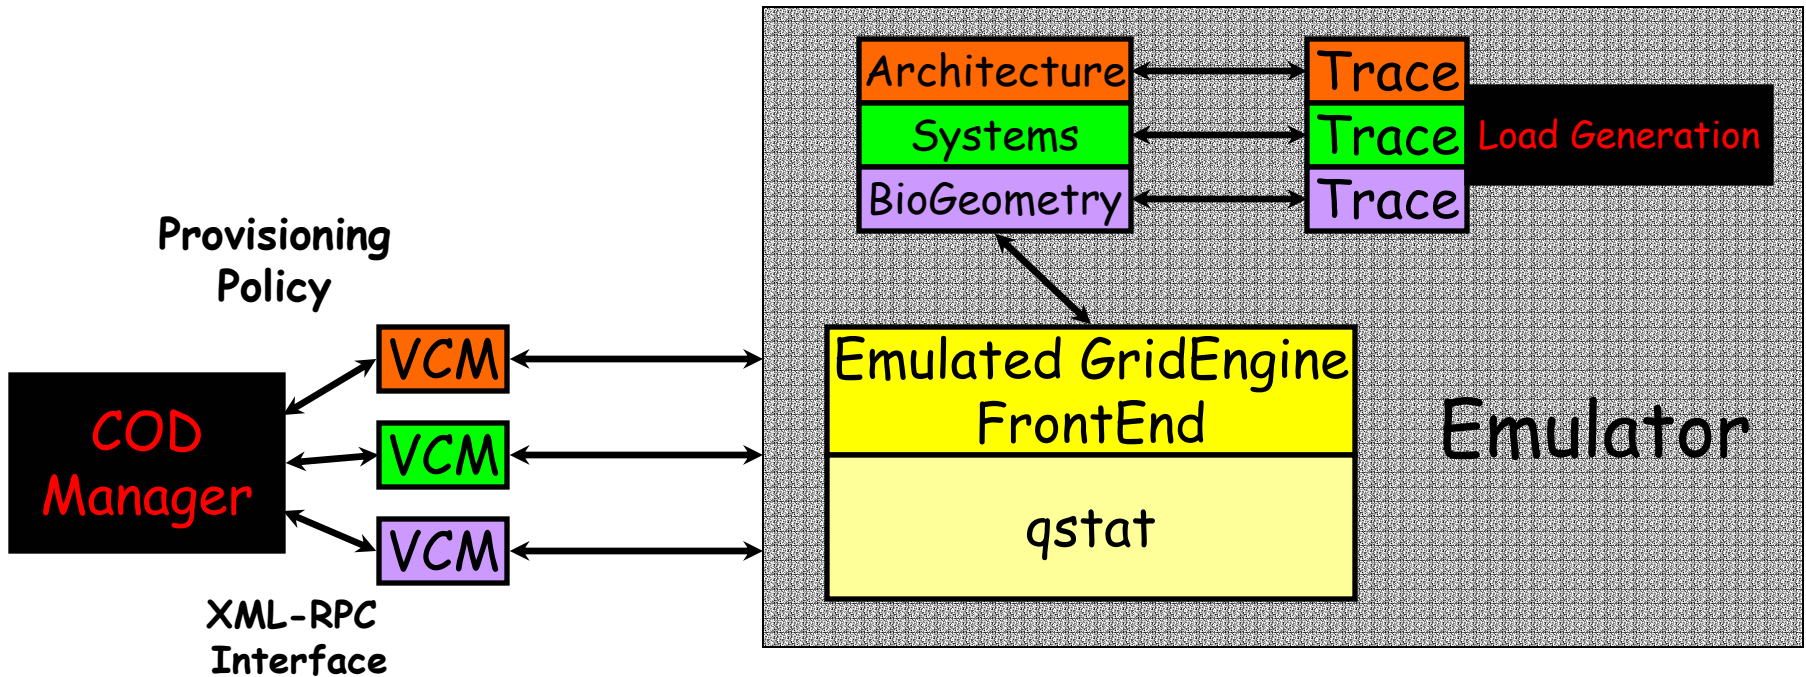 Provisioning
Policy
COD
Manager
VCM
VCM
VCM
XML-RPC
Interface
Architecture
Systems
BioGeometry
Trace
Trace
Trace
Load Generation
Emulated GridEngine
FrontEnd
qstat
Emulator